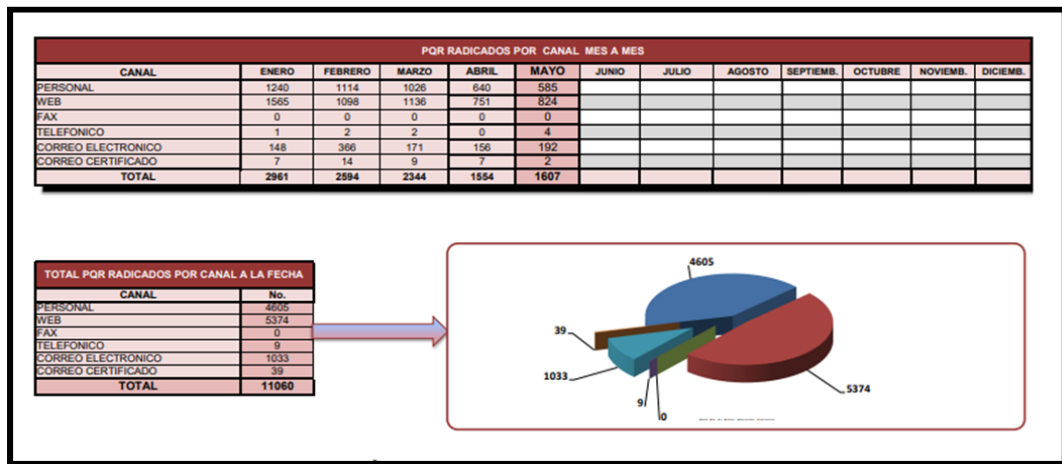 PQR RADICADOS POR CANAL MES A MES
CANAL ENERO FEBRERO MARZO ABRIL MAYO JUNIO JULIO AGOSTO SEPTIEMB. OCTUBRE NOVIEMB. DICIEMB.
PERSONAL 1240 1114 1026 640 585
WEB 1565 1098 1136 751 824
FAX 0 0 0 0 0
TELEFONICO 1 2 2 0 4
CORREO ELECTRONICO 148 366 171 156 192
CORREO CERTIFICADO 7 14 9 7 2
TOTAL 2961 2594 2344 1554 1607
TOTAL PQR RADICADOS POR CANAL A LA FECHA
CANAL No.
PERSONAL 4605
WEB 5374
FAX 0
TELEFONICO 9
CORREO ELECTRONICO 1033
CORREO CERTIFICADO 39
TOTAL 11060
4605
39
1033
5374
9
0